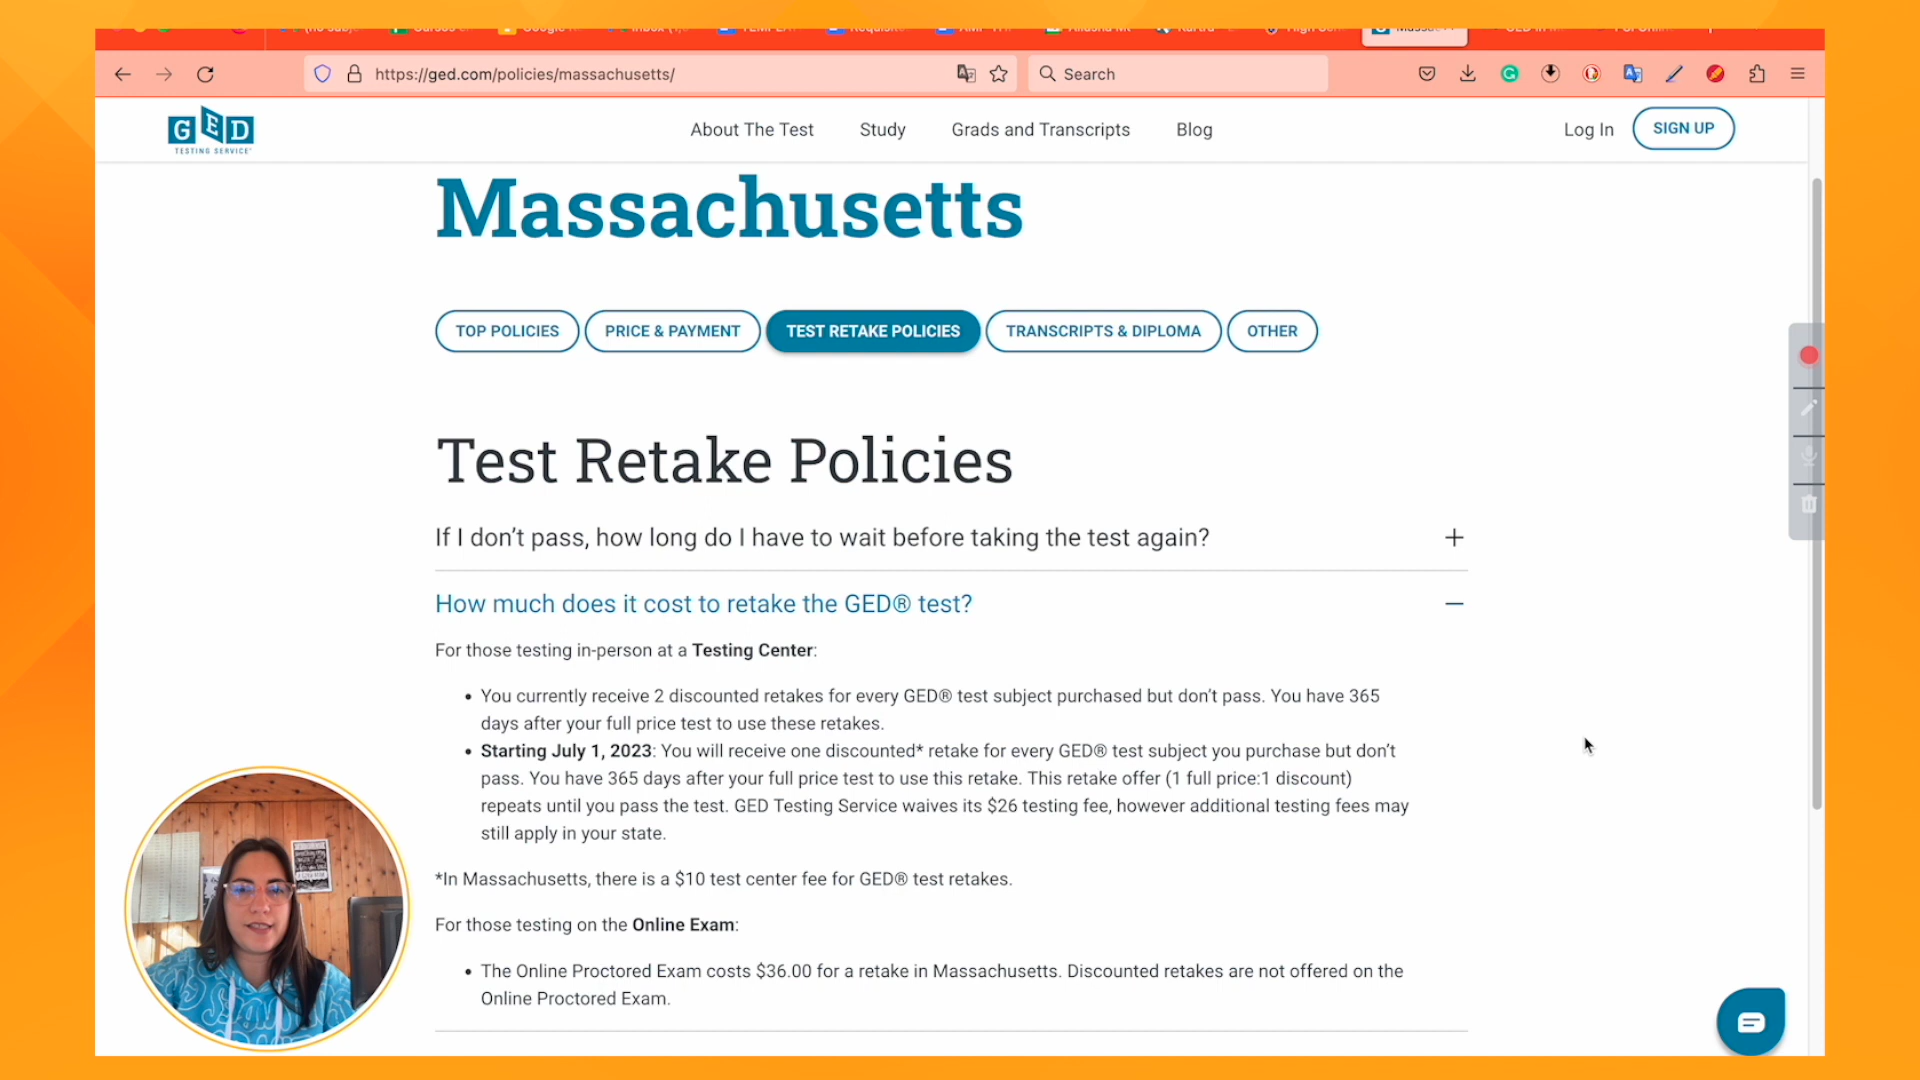 https://ged.com/policies/massachusetts/
Search
GED
TESTING SERVICE
About The Test
Study
Grads and Transcripts
Blog
Log In
SIGN UP
Massachusetts
TOP POLICIES
PRICE & PAYMENT
TEST RETAKE POLICIES
TRANSCRIPTS & DIPLOMA
OTHER
Test Retake Policies
If I don’t pass, how long do I have to wait before taking the test again?
How much does it cost to retake the GED® test?
For those testing in-person at a Testing Center:
• You currently receive 2 discounted retakes for every GED® test subject purchased but don’t pass. You have 365
days after your full price test to use these retakes.
• Starting July 1, 2023: You will receive one discounted* retake for every GED® test subject you purchase but don’t
pass. You have 365 days after your full price test to use this retake. This retake offer (1 full price:1 discount)
repeats until you pass the test. GED Testing Service waives its $26 testing fee, however additional testing fees may
still apply in your state.
*In Massachusetts, there is a $10 test center fee for GED® test retakes.
For those testing on the Online Exam:
• The Online Proctored Exam costs $36.00 for a retake in Massachusetts. Discounted retakes are not offered on the
Online Proctored Exam.